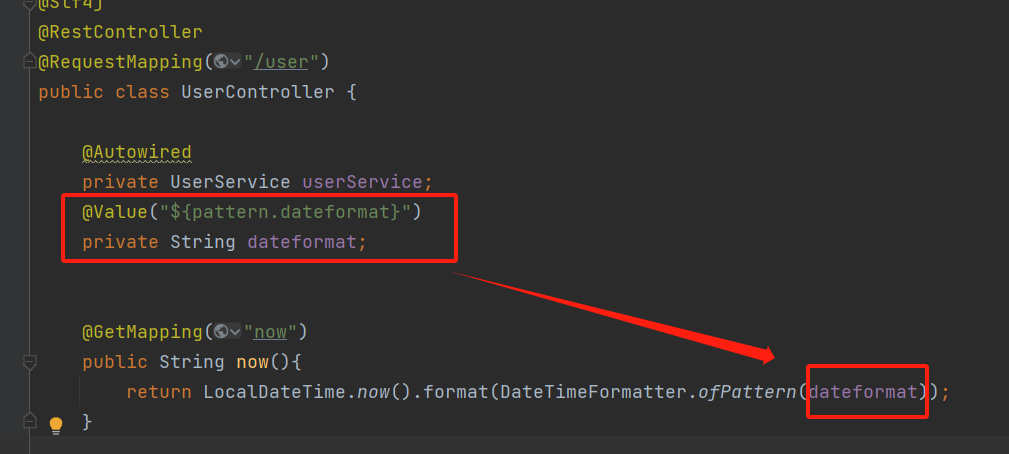 @Slf4j
@RestController
@RequestMapping("/user")
public class UserController {
@Autowired
private UserService userService;
@Value("${pattern.dateformat}")
private String dateformat;
@GetMapping("now")
public String now(){
return LocalDateTime.now().format(DateTimeFormatter.ofPattern(dateformat));
}